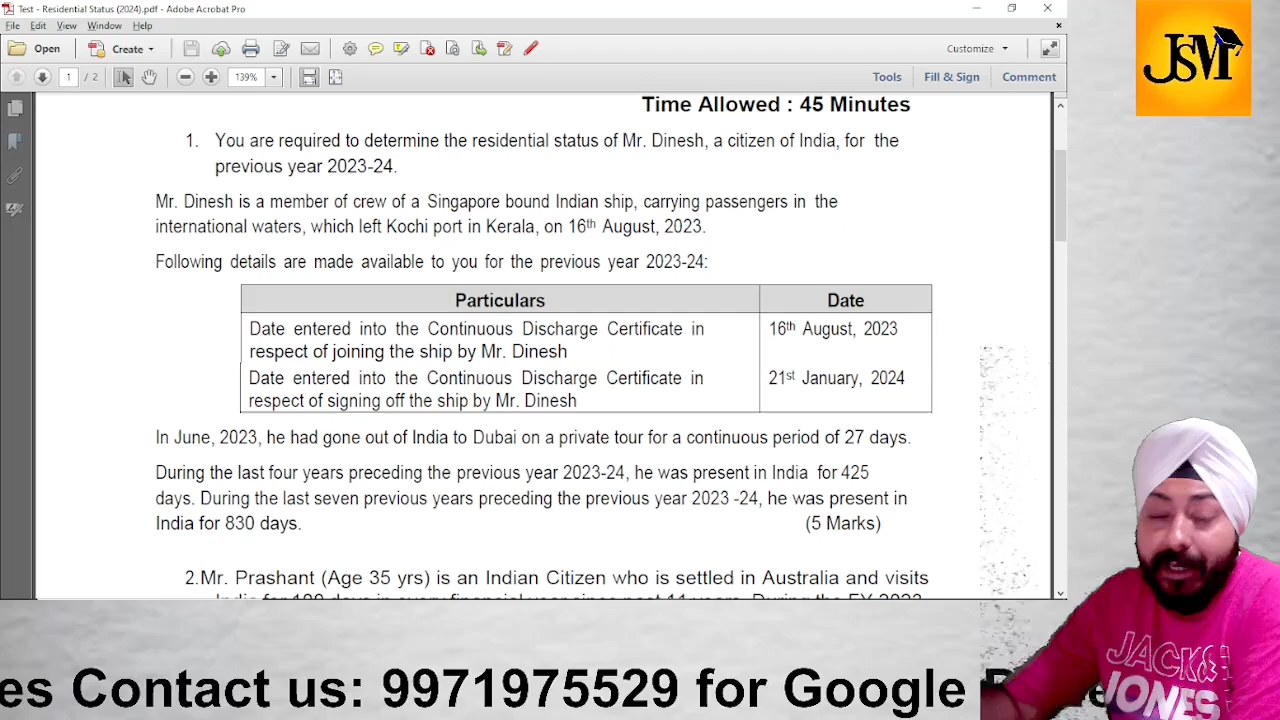 Test - Residential Status (2024).pdf - Adobe Acrobat Pro
File Edit View Window Help
Open Create Customize
1 / 2 139% Tools Fill & Sign Comment
JSM
Time Allowed : 45 Minutes
1. You are required to determine the residential status of Mr. Dinesh, a citizen of India, for the
previous year 2023-24.
Mr. Dinesh is a member of crew of a Singapore bound Indian ship, carrying passengers in the
international waters, which left Kochi port in Kerala, on 16th August, 2023.
Following details are made available to you for the previous year 2023-24:
Particulars Date
Date entered into the Continuous Discharge Certificate in 16th August, 2023
respect of joining the ship by Mr. Dinesh
Date entered into the Continuous Discharge Certificate in 21st January, 2024
respect of signing off the ship by Mr. Dinesh
In June, 2023, he had gone out of India to Dubai on a private tour for a continuous period of 27 days.
During the last four years preceding the previous year 2023-24, he was present in India for 425
days. During the last seven previous years preceding the previous year 2023 -24, he was present in
India for 830 days. (5 Marks)
2.Mr. Prashant (Age 35 yrs) is an Indian Citizen who is settled in Australia and visits
es Contact us: 9971975529 for Google
JACK&
JONES